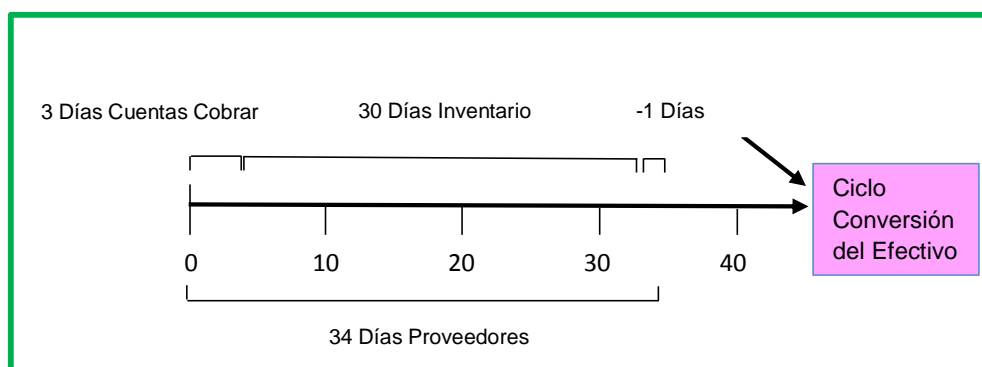 3 Días Cuentas Cobrar 30 Días Inventario -1 Días
Ciclo
Conversión
del Efectivo
0 10 20 30 40
34 Días Proveedores